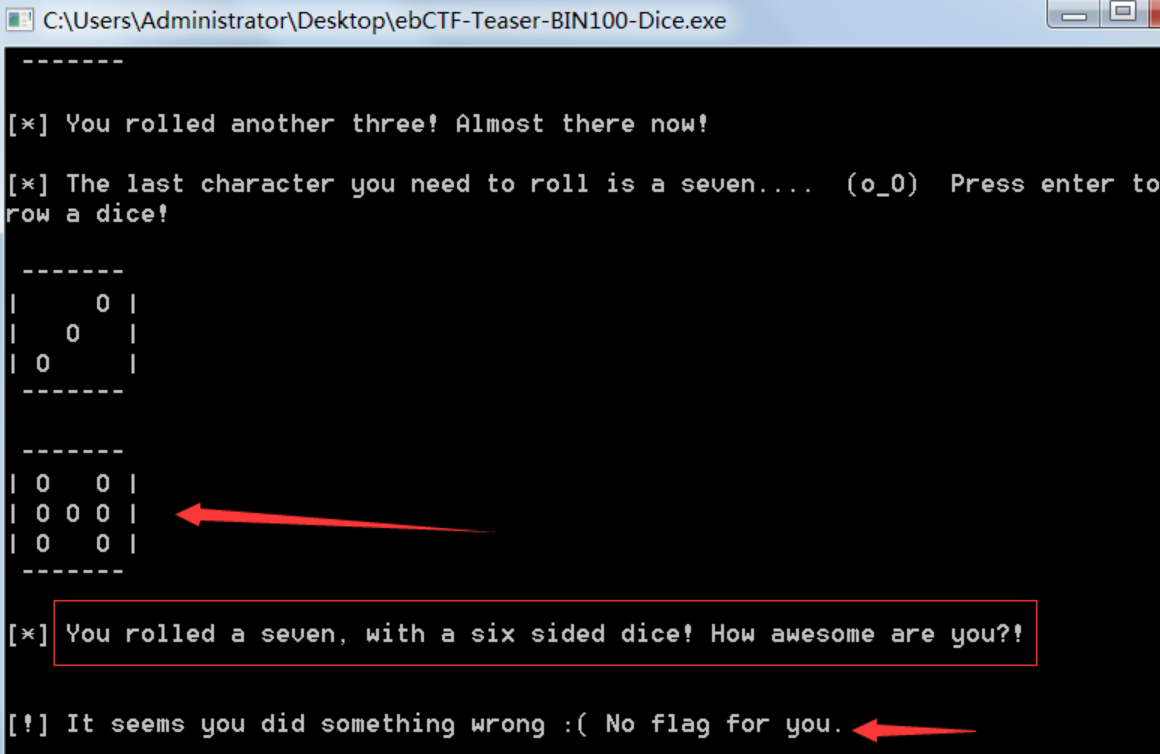 C:\Users\Administrator\Desktop\ebCTF-Teaser-BIN100-Dice.exe
-------
[*] You rolled another three! Almost there now!
[*] The last character you need to roll is a seven.... (o_O) Press enter to
row a dice!
-------
|     O |
|   O   |
| O     |
-------
-------
| O   O |
| O O O |
| O   O |
-------
[*] You rolled a seven, with a six sided dice! How awesome are you?!
[!] It seems you did something wrong :( No flag for you.